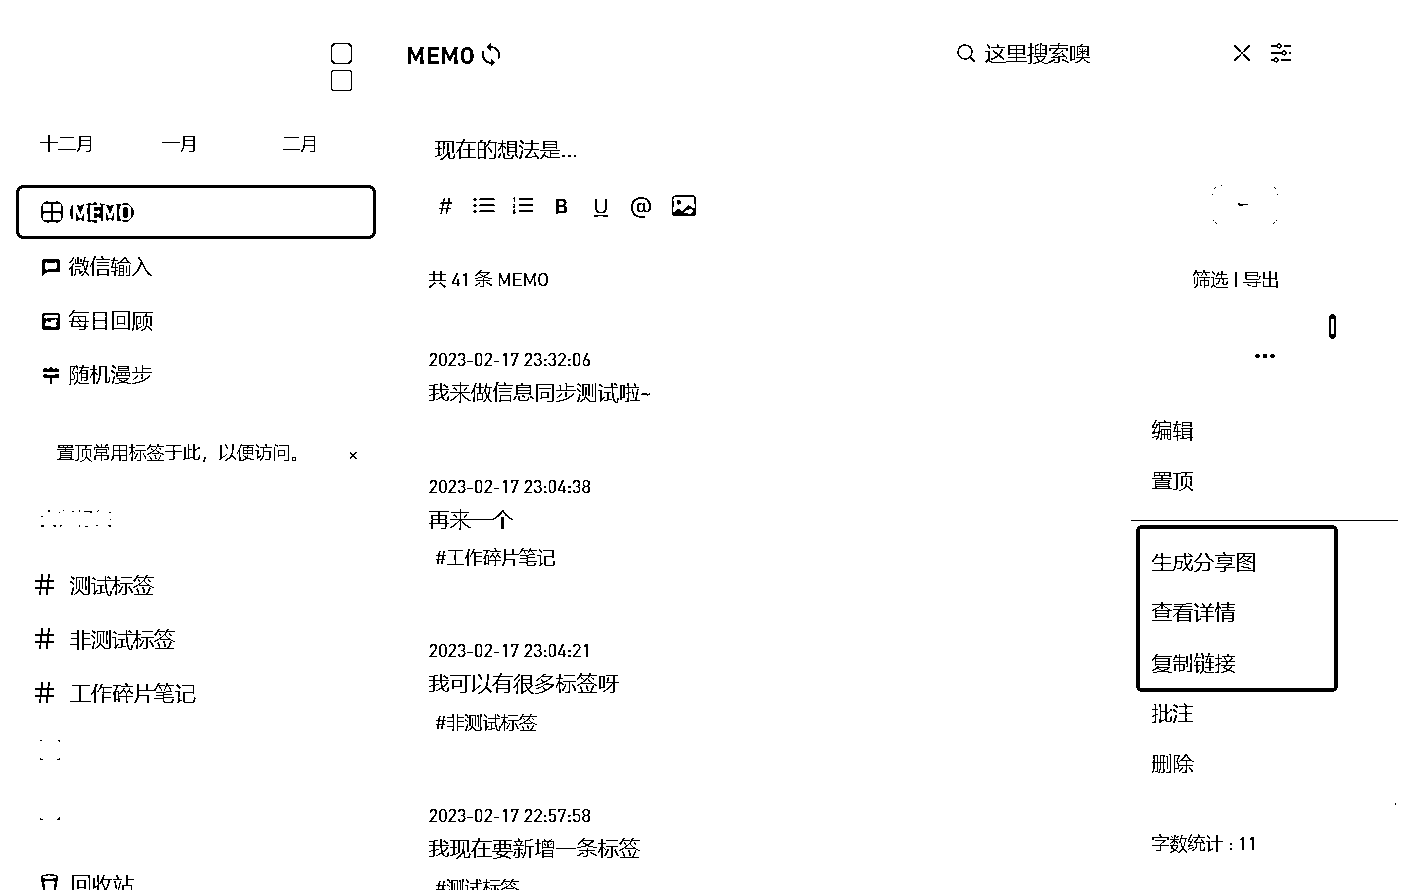 MEMO
这里搜索噢
十二月 一月 二月
MEMO
微信输入
每日回顾
随机漫步
置顶常用标签于此，以便访问。 ×
# 测试标签
# 非测试标签
# 工作碎片笔记
回收站
现在的想法是...
# B U @
共 41 条 MEMO
筛选 | 导出
2023-02-17 23:32:06
我来做信息同步测试啦~
2023-02-17 23:04:38
再来一个
#工作碎片笔记
2023-02-17 23:04:21
我可以有很多标签呀
#非测试标签
2023-02-17 22:57:58
我现在要新增一条标签
#测试标签
编辑
置顶
生成分享图
查看详情
复制链接
批注
删除
字数统计 : 11